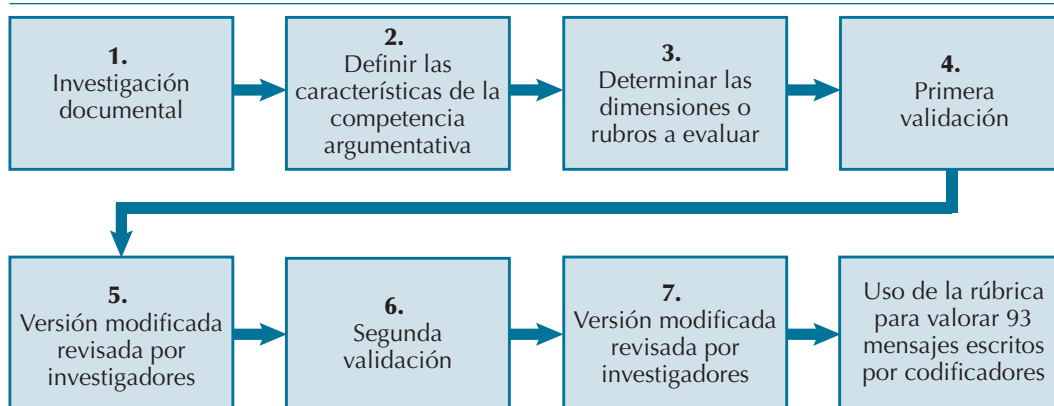 1.
Investigación
documental
2.
Definir las
características de la
competencia
argumentativa
3.
Determinar las
dimensiones o
rubros a evaluar
4.
Primera
validación
5.
Versión modificada
revisada por
investigadores
6.
Segunda
validación
7.
Versión modificada
revisada por
investigadores
Uso de la rúbrica
para valorar 93
mensajes escritos
por codificadores